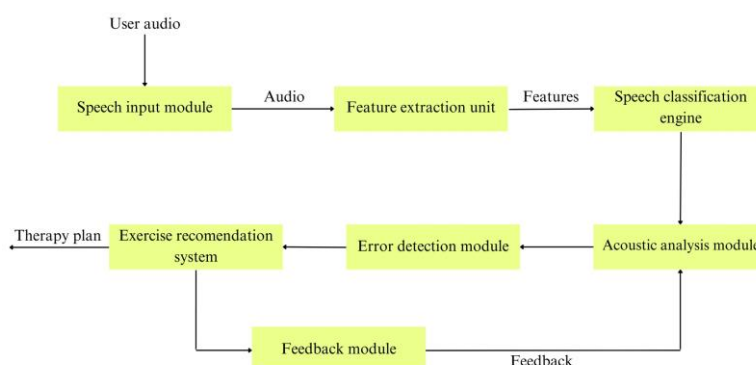 User audio
Speech input module
Audio
Feature extraction unit
Features
Speech classification
engine
Therapy plan
Exercise recomendation
system
Error detection module
Acoustic analysis module
Feedback module
Feedback